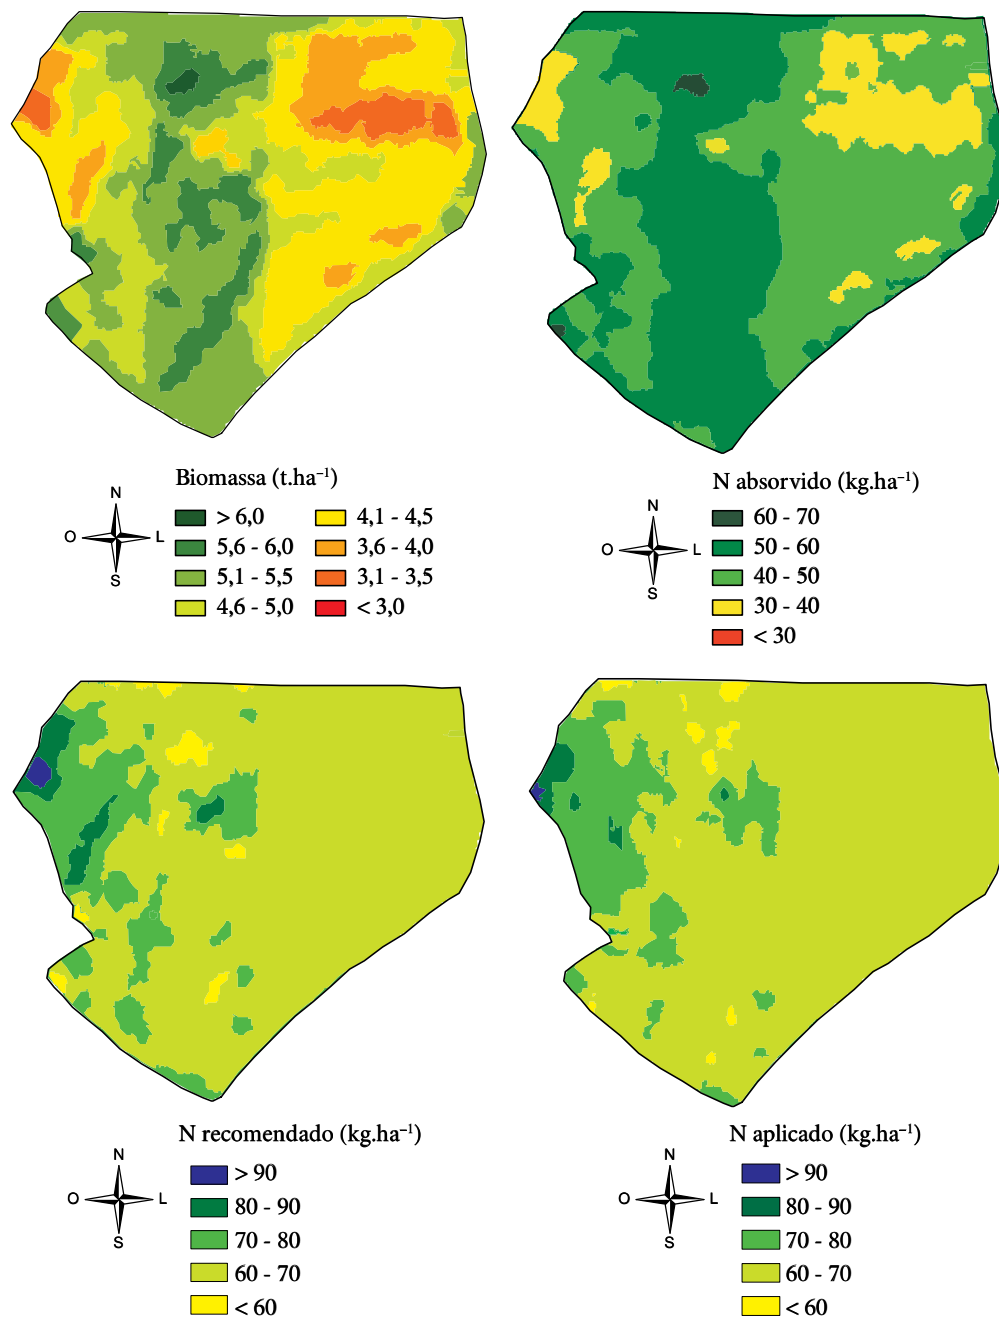 Biomassa (t.ha⁻¹)
N
O L
S
> 6,0
5,6 - 6,0
5,1 - 5,5
4,6 - 5,0
4,1 - 4,5
3,6 - 4,0
3,1 - 3,5
< 3,0
N absorvido (kg.ha⁻¹)
N
O L
S
60 - 70
50 - 60
40 - 50
30 - 40
< 30
N recomendado (kg.ha⁻¹)
N
O L
S
> 90
80 - 90
70 - 80
60 - 70
< 60
N aplicado (kg.ha⁻¹)
N
O L
S
> 90
80 - 90
70 - 80
60 - 70
< 60